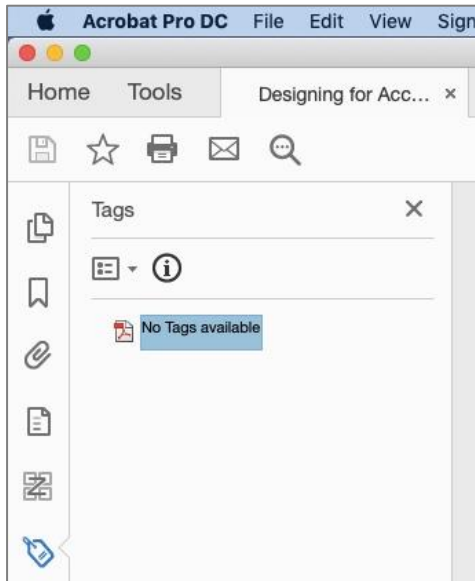 Acrobat Pro DC File Edit View Sign
Home Tools Designing for Acc... ×
Tags
No Tags available